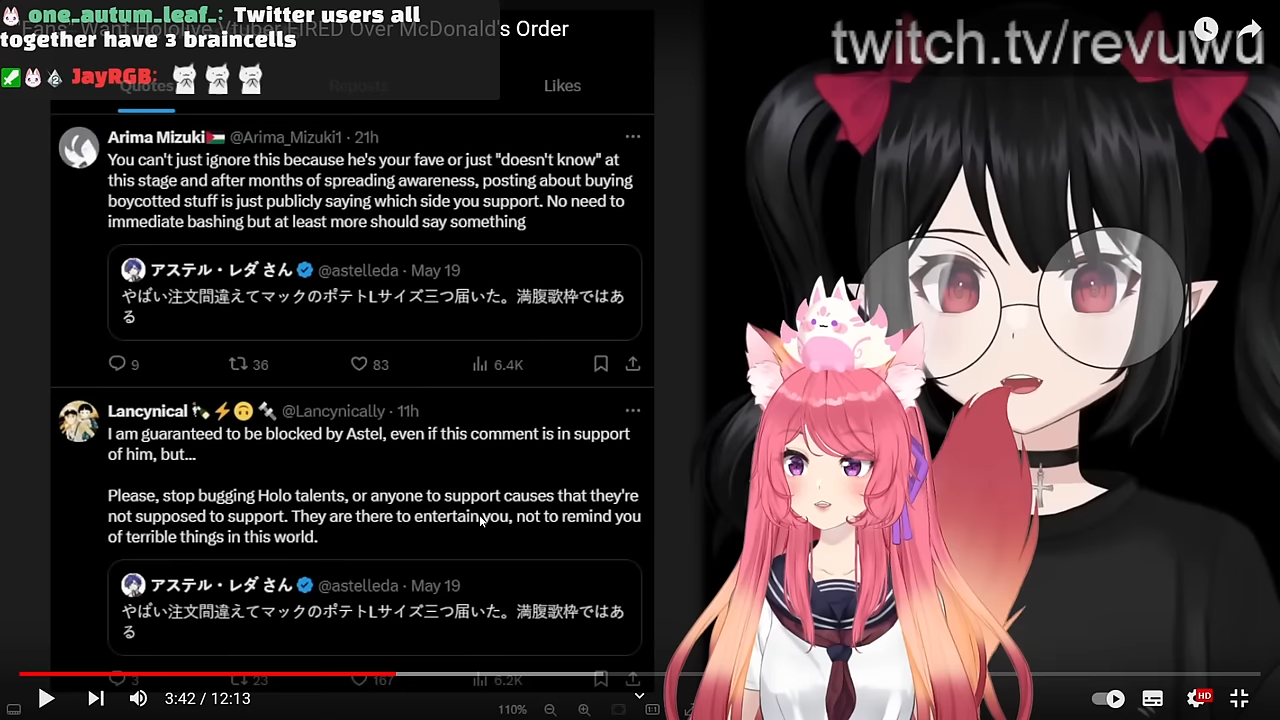 one_autum_leaf_: Twitter users all
together have 3 braincells
"Fans" Want Hololive Vtuber FIRED Over McDonald's Order
JayRGB:
twitch.tv/revuwu
Quotes Reposts Likes
Arima Mizuki @Arima_Mizuki1 · 21h
You can't just ignore this because he's your fave or just "doesn't know" at
this stage and after months of spreading awareness, posting about buying
boycotted stuff is just publicly saying which side you support. No need to
immediate bashing but at least more should say something
アステル・レダ さん @astelleda · May 19
やばい注文間違えてマックのポテトLサイズ三つ届いた。満腹歌枠ではあ
る
9 36 83 6.4K
Lancynical @Lancynically · 11h
I am guaranteed to be blocked by Astel, even if this comment is in support
of him, but...
Please, stop bugging Holo talents, or anyone to support causes that they're
not supposed to support. They are there to entertain you, not to remind you
of terrible things in this world.
アステル・レダ さん @astelleda · May 19
やばい注文間違えてマックのポテトLサイズ三つ届いた。満腹歌枠ではあ
る
3 23 167 6.2K
3:42 / 12:13
HD
110%